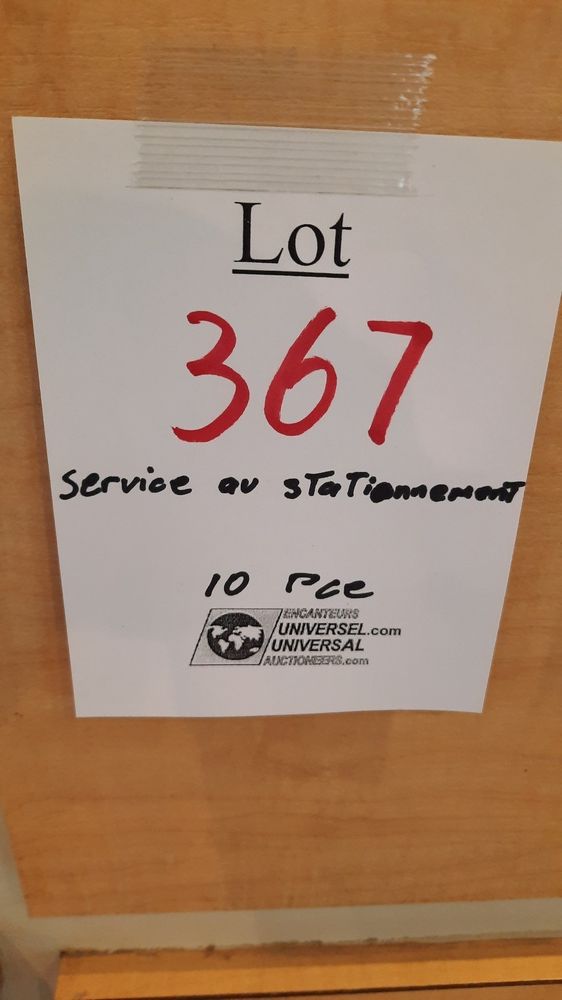 Lot
367
service au stationnement
10 Pce
ENCANTEURS
UNIVERSEL.com
UNIVERSAL
AUCTIONEERS.com